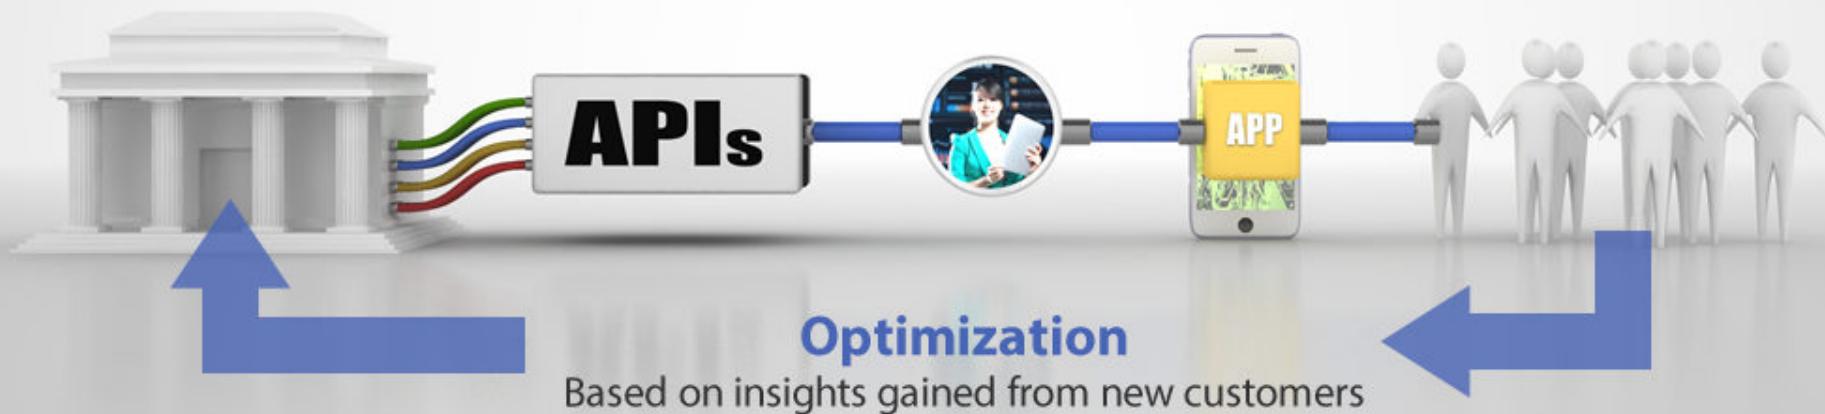 APIs
APP
Optimization
Based on insights gained from new customers